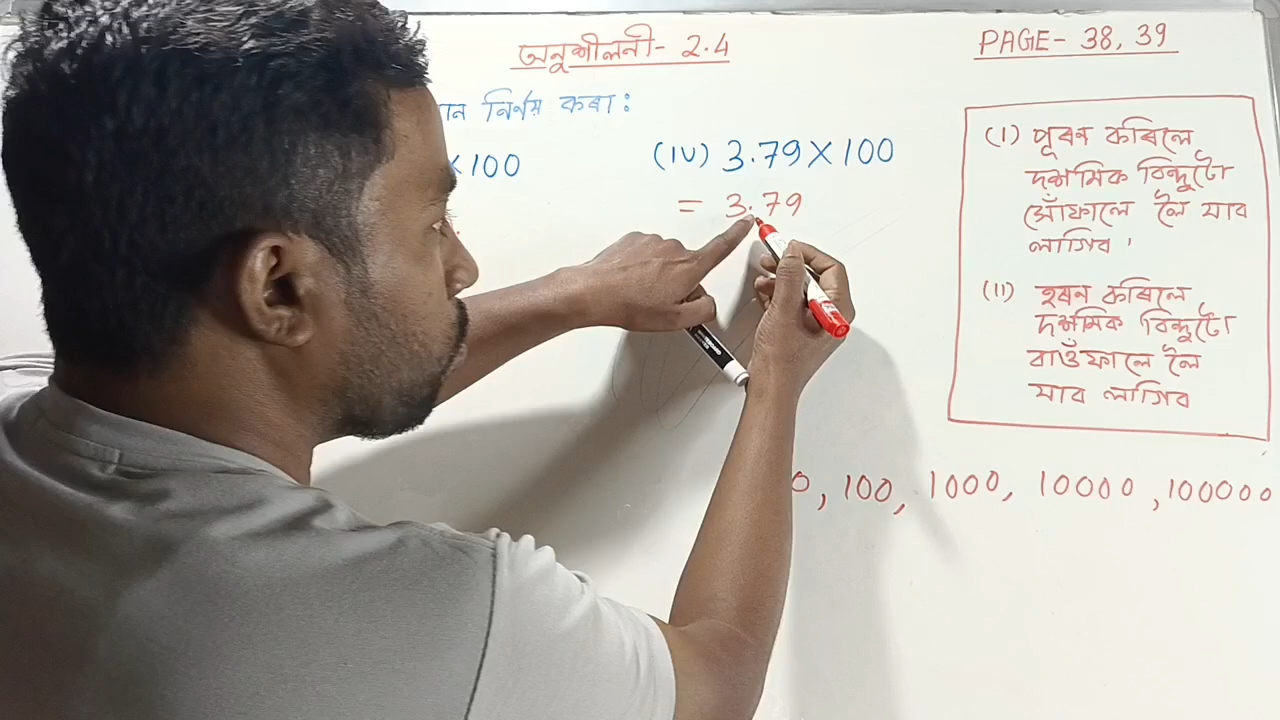 অনুশীলনী- 2.4
PAGE- 38, 39
নিৰ্ণয় কৰা :
×100
(IV) 3.79×100
= 3.79
(I) পূৰণ কৰিলে
দশমিক বিন্দুটো
সোঁফালে লৈ যাব
লাগিব ।
(II) হৰণ কৰিলে
দশমিক বিন্দুটো
বাওঁফালে লৈ
যাব লাগিব
0, 100, 1000, 10000, 100000